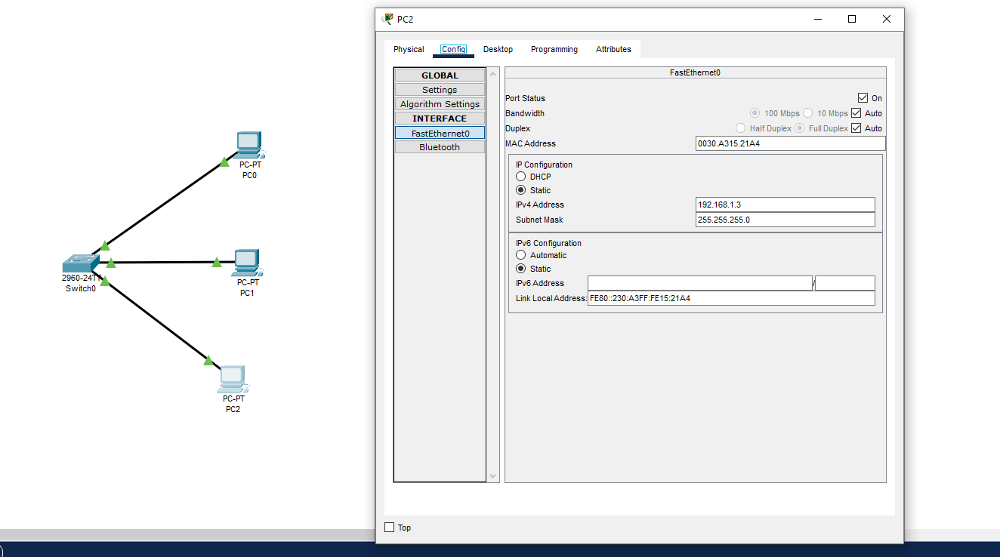 PC2
Physical Config Desktop Programming Attributes
GLOBAL
Settings
Algorithm Settings
INTERFACE
FastEthernet0
Bluetooth
FastEthernet0
Port Status On
Bandwidth 100 Mbps 10 Mbps Auto
Duplex Half Duplex Full Duplex Auto
MAC Address 0030.A315.21A4
IP Configuration
DHCP
Static
IPv4 Address 192.168.1.3
Subnet Mask 255.255.255.0
IPv6 Configuration
Automatic
Static
IPv6 Address /
Link Local Address: FE80::230:A3FF:FE15:21A4
Top
PC-PT
PC0
2960-24TT
Switch0
PC-PT
PC1
PC-PT
PC2